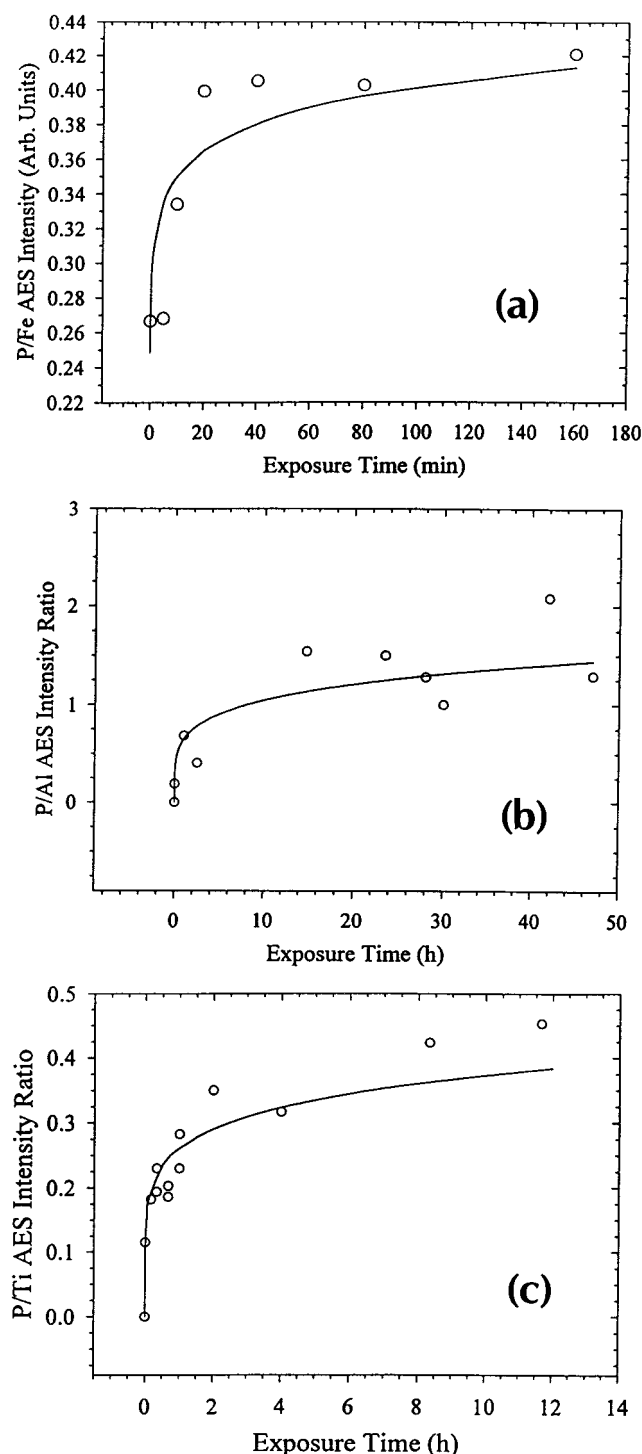 0.44
0.42
0.40
0.38
0.36
0.34
0.32
0.30
0.28
0.26
0.24
0.22
P/Fe AES Intensity (Arb. Units)
(a)
0 20 40 60 80 100 120 140 160 180
Exposure Time (min)
3
2
1
0
P/Al AES Intensity Ratio
(b)
0 10 20 30 40 50
Exposure Time (h)
0.5
0.4
0.3
0.2
0.1
0.0
P/Ti AES Intensity Ratio
(c)
0 2 4 6 8 10 12 14
Exposure Time (h)